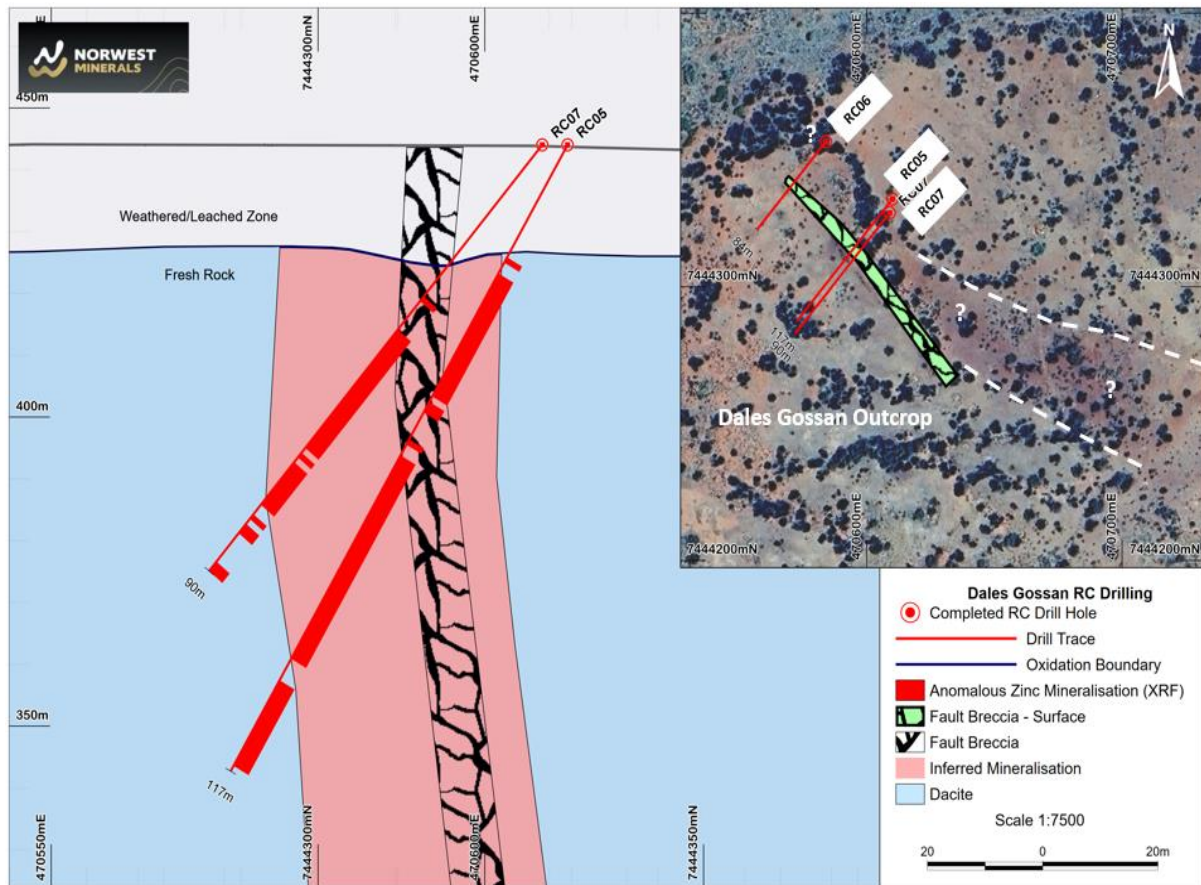 NORWEST
MINERALS
7444300mN
470600mE
RC07
RC05
450m
Weathered/Leached Zone
Fresh Rock
400m
90m
350m
117m
470550mE
7444300mN
470600mE
7444350mN
470600mE
470700mE
N
?
RC06
RC05
RC07
RC07
84m
7444300mN
7444300mN
?
117m
90m
?
Dales Gossan Outcrop
470600mE
470700mE
7444200mN
7444200mN
Dales Gossan RC Drilling
Completed RC Drill Hole
Drill Trace
Oxidation Boundary
Anomalous Zinc Mineralisation (XRF)
Fault Breccia - Surface
Fault Breccia
Inferred Mineralisation
Dacite
Scale 1:7500
20 0 20m